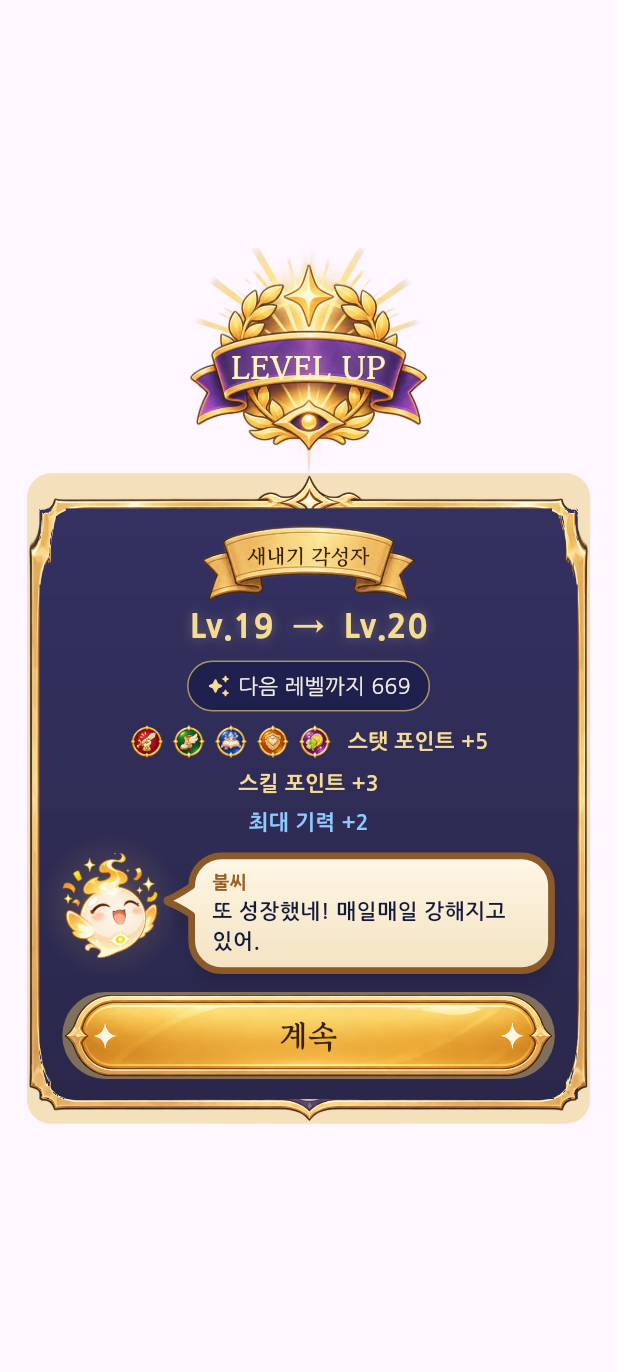 LEVEL UP
새내기 각성자
Lv.19 → Lv.20
다음 레벨까지 669
스탯 포인트 +5
스킬 포인트 +3
최대 기력 +2
불씨
또 성장했네! 매일매일 강해지고
있어.
계속